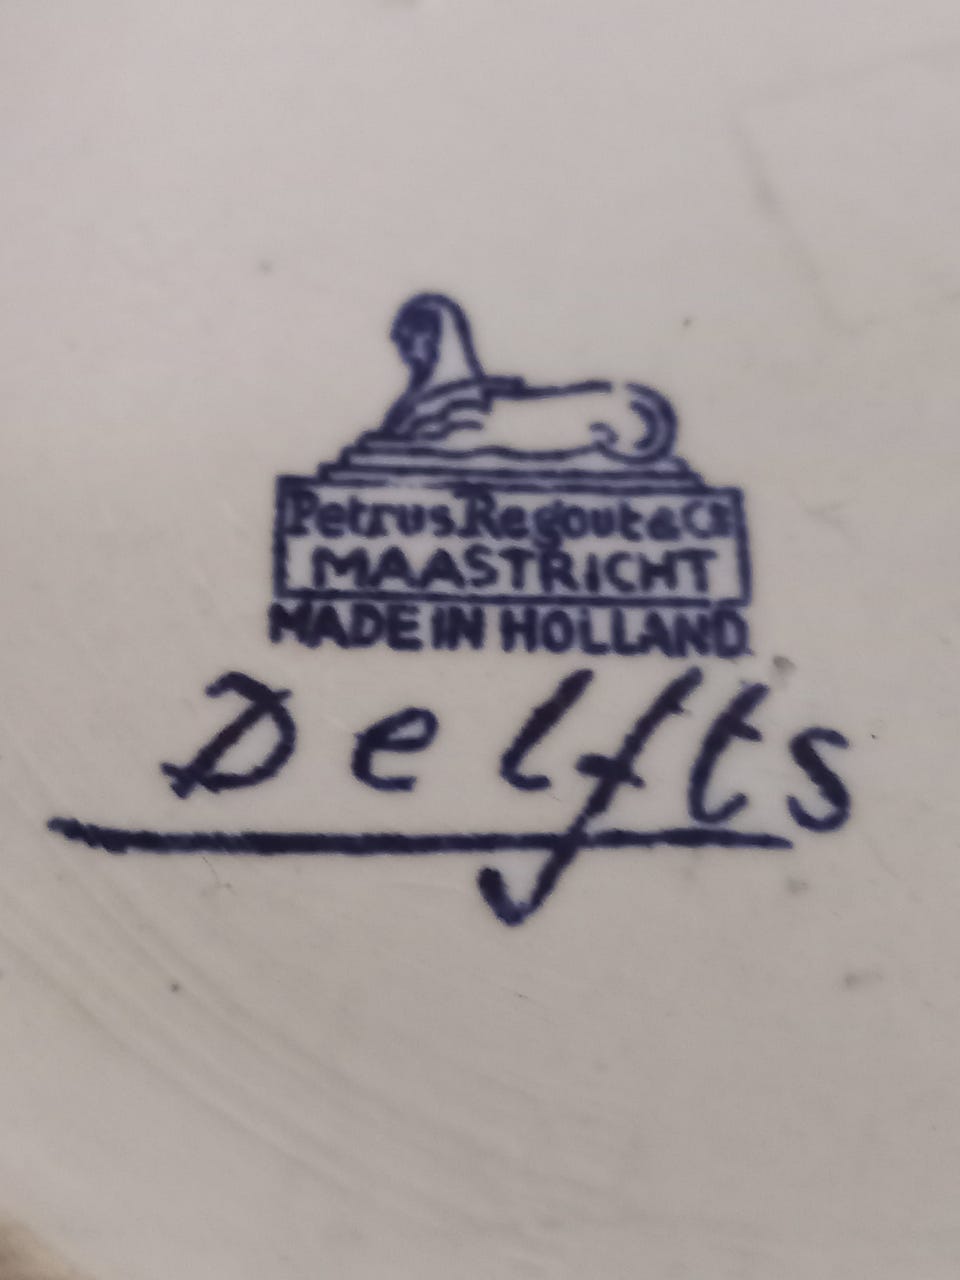 Petrus Regout & Co
MAASTRICHT
MADE IN HOLLAND
Delfts